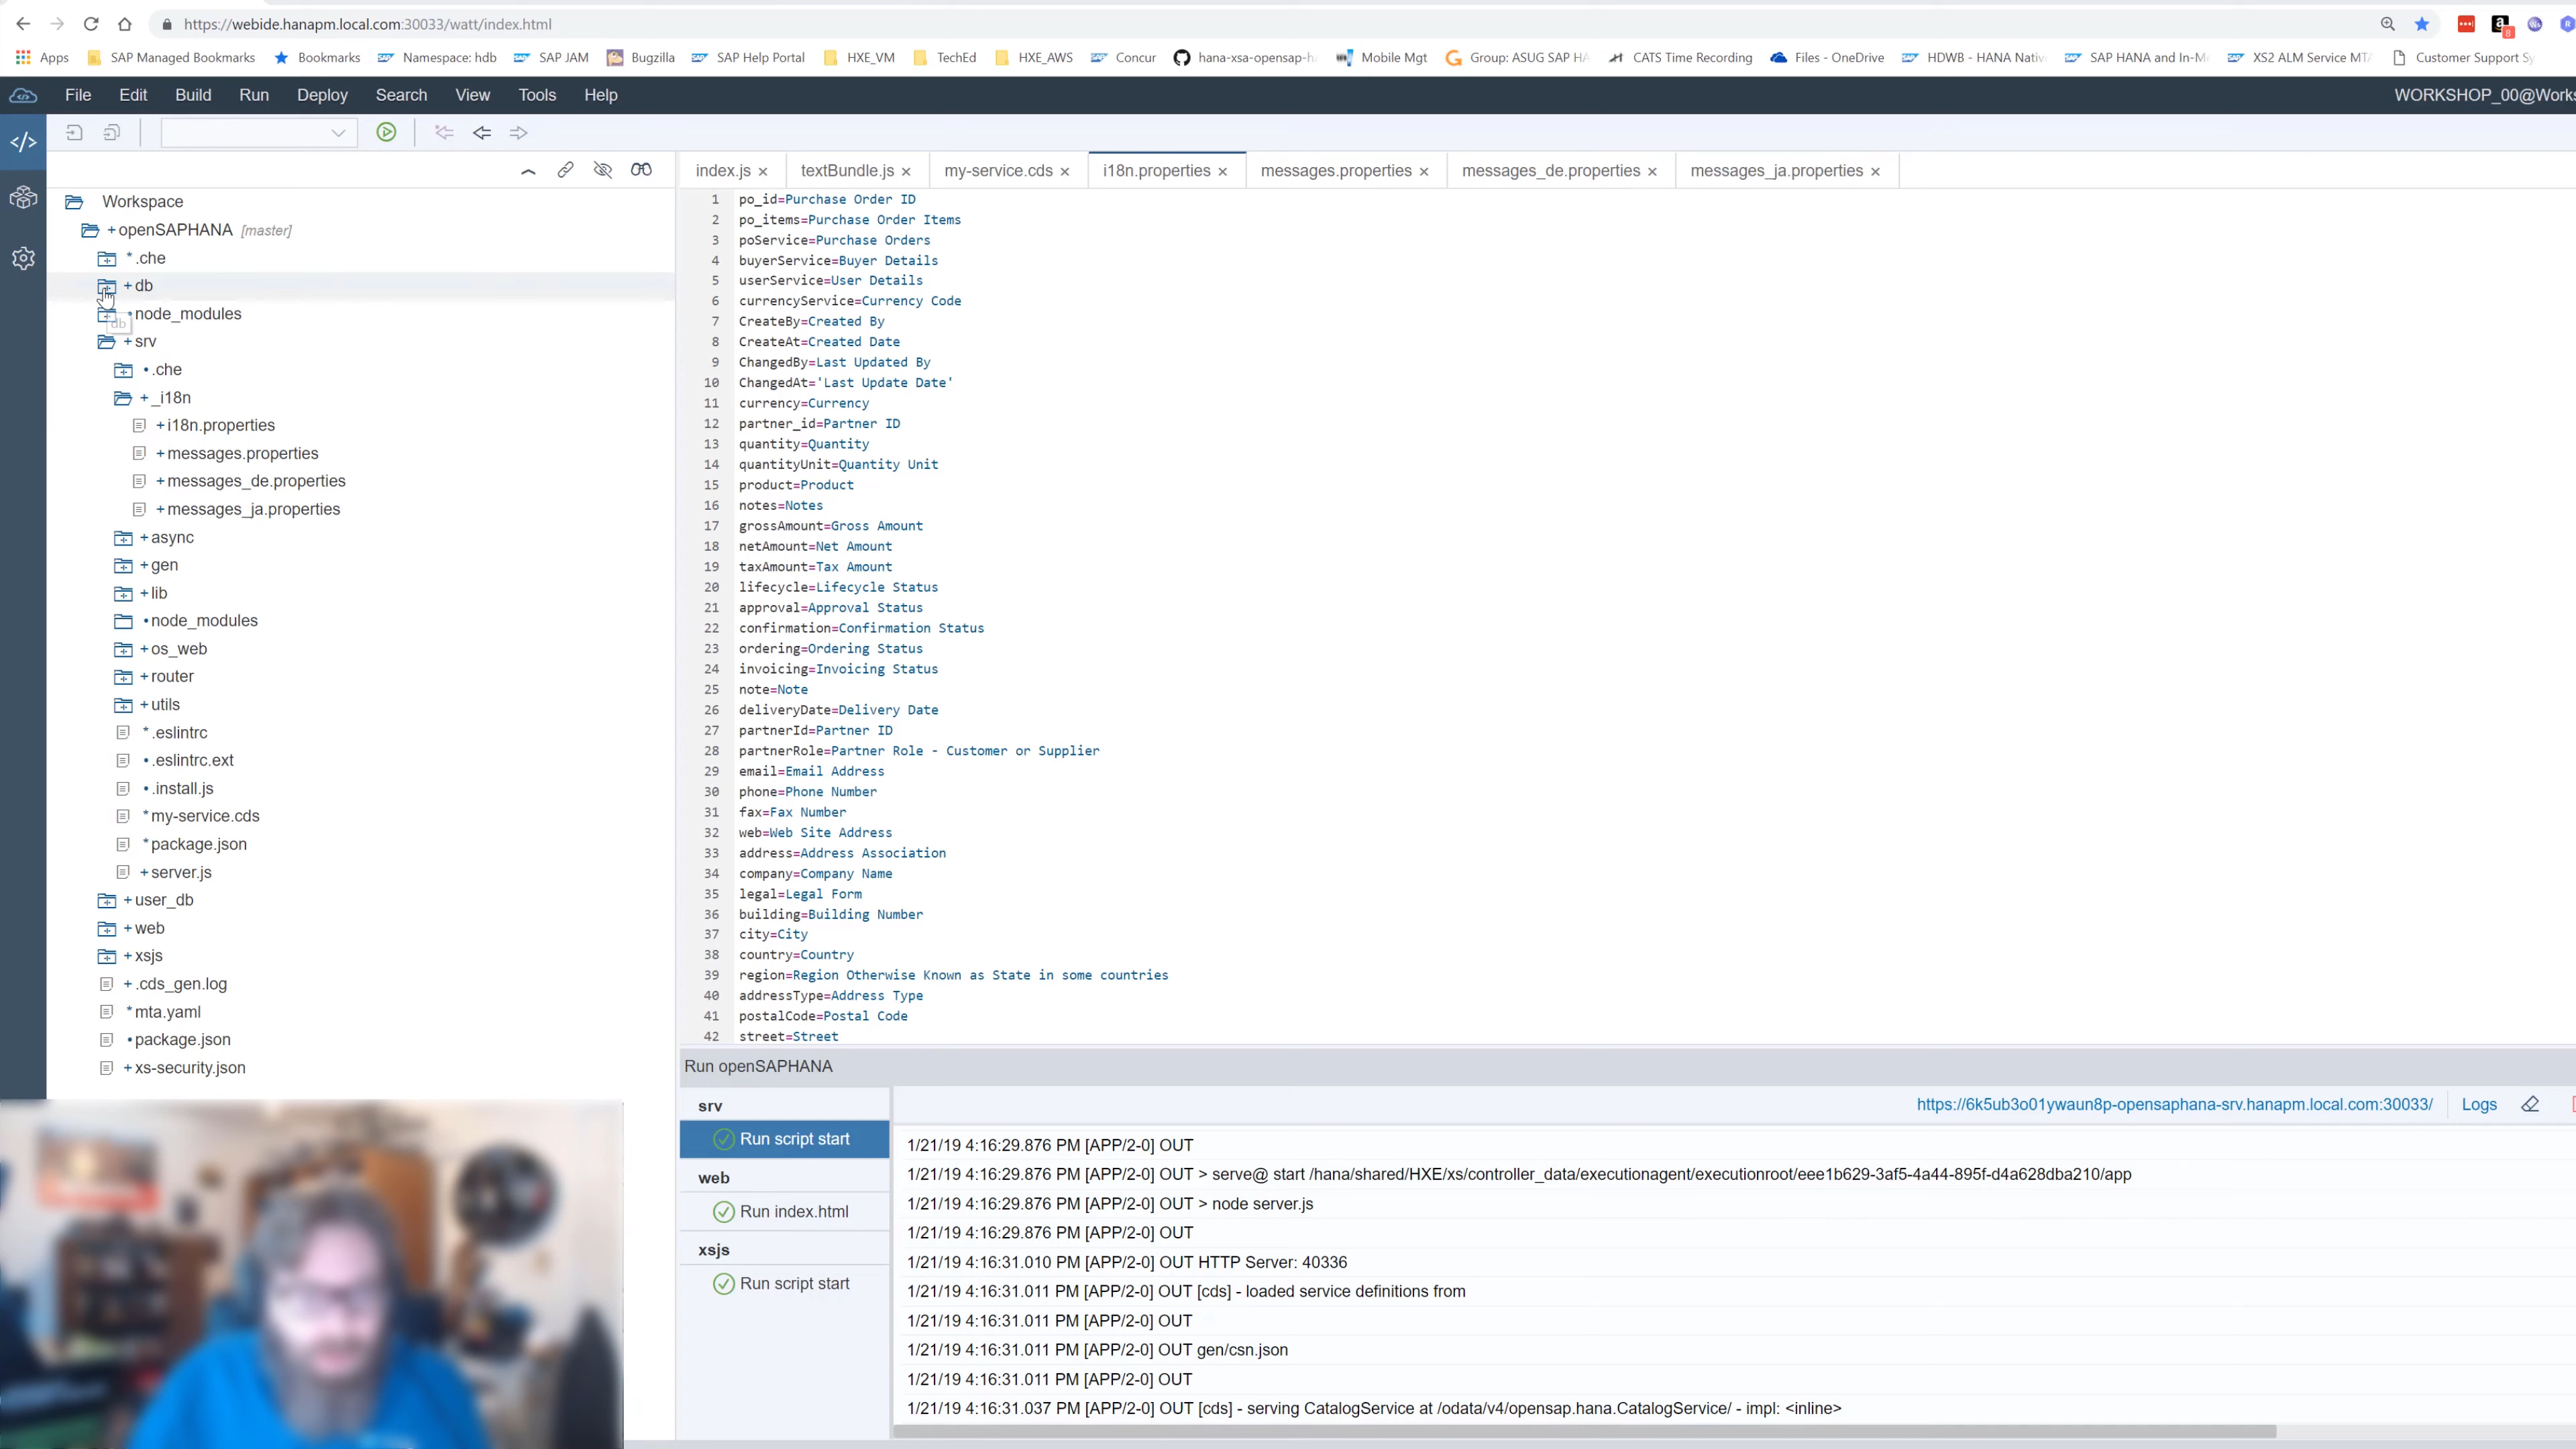 https://webide.hanapm.local.com:30033/watt/index.html
Apps SAP Managed Bookmarks Bookmarks Namespace: hdb SAP JAM Bugzilla SAP Help Portal HXE_VM TechEd HXE_AWS Concur hana-xsa-opensap-h Mobile Mgt Group: ASUG SAP HA CATS Time Recording Files - OneDrive HDWB - HANA Nativ SAP HANA and In-M XS2 ALM Service MTA Customer Support Sy
File Edit Build Run Deploy Search View Tools Help WORKSHOP_00@Works
index.js × textBundle.js × my-service.cds × i18n.properties × messages.properties × messages_de.properties × messages_ja.properties ×
Workspace
+openSAPHANA [master]
* .che
+db
node_modules
db
+srv
• .che
+_i18n
+i18n.properties
+messages.properties
+messages_de.properties
+messages_ja.properties
+async
+gen
+lib
•node_modules
+os_web
+router
+utils
* .eslintrc
• .eslintrc.ext
• .install.js
*my-service.cds
*package.json
+server.js
+user_db
+web
+xsjs
+.cds_gen.log
*mta.yaml
•package.json
+xs-security.json
1 po_id=Purchase Order ID
2 po_items=Purchase Order Items
3 poService=Purchase Orders
4 buyerService=Buyer Details
5 userService=User Details
6 currencyService=Currency Code
7 CreateBy=Created By
8 CreateAt=Created Date
9 ChangedBy=Last Updated By
10 ChangedAt='Last Update Date'
11 currency=Currency
12 partner_id=Partner ID
13 quantity=Quantity
14 quantityUnit=Quantity Unit
15 product=Product
16 notes=Notes
17 grossAmount=Gross Amount
18 netAmount=Net Amount
19 taxAmount=Tax Amount
20 lifecycle=Lifecycle Status
21 approval=Approval Status
22 confirmation=Confirmation Status
23 ordering=Ordering Status
24 invoicing=Invoicing Status
25 note=Note
26 deliveryDate=Delivery Date
27 partnerId=Partner ID
28 partnerRole=Partner Role - Customer or Supplier
29 email=Email Address
30 phone=Phone Number
31 fax=Fax Number
32 web=Web Site Address
33 address=Address Association
34 company=Company Name
35 legal=Legal Form
36 building=Building Number
37 city=City
38 country=Country
39 region=Region Otherwise Known as State in some countries
40 addressType=Address Type
41 postalCode=Postal Code
42 street=Street
Run openSAPHANA
srv
Run script start
web
Run index.html
xsjs
Run script start
https://6k5ub3o01ywaun8p-opensaphana-srv.hanapm.local.com:30033/ Logs
1/21/19 4:16:29.876 PM [APP/2-0] OUT
1/21/19 4:16:29.876 PM [APP/2-0] OUT > serve@ start /hana/shared/HXE/xs/controller_data/executionagent/executionroot/eee1b629-3af5-4a44-895f-d4a628dba210/app
1/21/19 4:16:29.876 PM [APP/2-0] OUT > node server.js
1/21/19 4:16:29.876 PM [APP/2-0] OUT
1/21/19 4:16:31.010 PM [APP/2-0] OUT HTTP Server: 40336
1/21/19 4:16:31.011 PM [APP/2-0] OUT [cds] - loaded service definitions from
1/21/19 4:16:31.011 PM [APP/2-0] OUT
1/21/19 4:16:31.011 PM [APP/2-0] OUT gen/csn.json
1/21/19 4:16:31.011 PM [APP/2-0] OUT
1/21/19 4:16:31.037 PM [APP/2-0] OUT [cds] - serving CatalogService at /odata/v4/opensap.hana.CatalogService/ - impl: <inline>